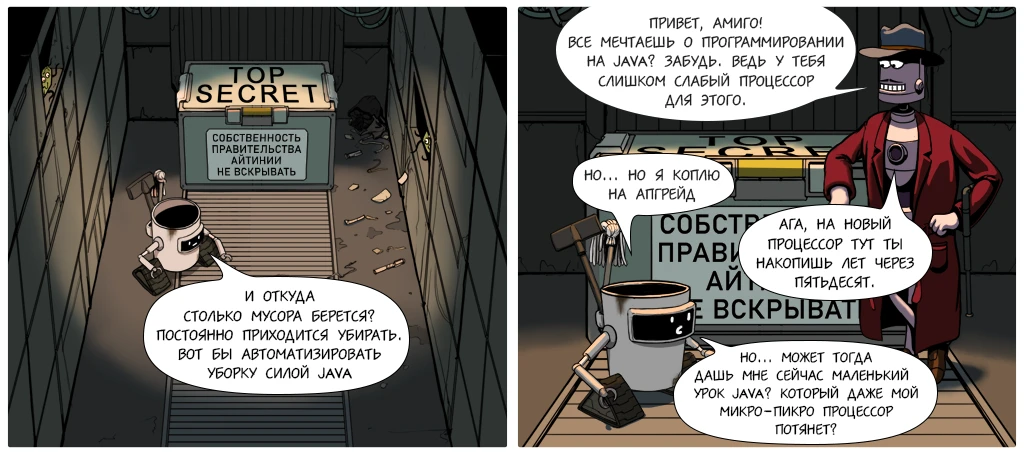 TOP
SECRET
СОБСТВЕННОСТЬ
ПРАВИТЕЛЬСТВА
АЙТИНИИ
НЕ ВСКРЫВАТЬ
И ОТКУДА
СТОЛЬКО МУСОРА БЕРЕТСЯ?
ПОСТОЯННО ПРИХОДИТСЯ УБИРАТЬ.
ВОТ БЫ АВТОМАТИЗИРОВАТЬ
УБОРКУ СИЛОЙ JAVA
ПРИВЕТ, АМИГО!
ВСЕ МЕЧТАЕШЬ О ПРОГРАММИРОВАНИИ
НА JAVA? ЗАБУДЬ. ВЕДЬ У ТЕБЯ
СЛИШКОМ СЛАБЫЙ ПРОЦЕССОР
ДЛЯ ЭТОГО.
TOP
SECRE
НО... НО Я КОПЛЮ
НА АПГРЕЙД
АГА, НА НОВЫЙ
ПРОЦЕССОР ТУТ ТЫ
НАКОПИШЬ ЛЕТ ЧЕРЕЗ
ПЯТЬДЕСЯТ.
СОБСТВЕ
ПРАВИ
АЙТИ
Е ВСКРЫВАТ
НО... МОЖЕТ ТОГДА
ДАШЬ МНЕ СЕЙЧАС МАЛЕНЬКИЙ
УРОК JAVA? КОТОРЫЙ ДАЖЕ МОЙ
МИКРО-ПИКРО ПРОЦЕССОР
ПОТЯНЕТ?